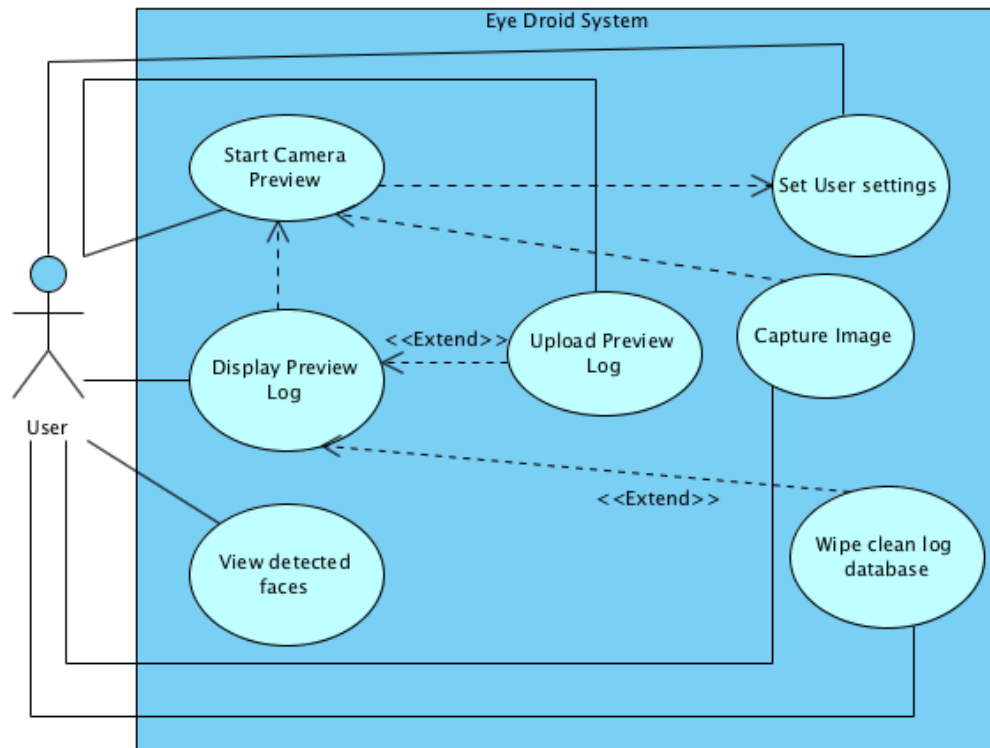 Eye Droid System
Start Camera
Preview
Set User settings
Capture Image
<<Extend>>
Upload Preview
Log
Display Preview
Log
User
<<Extend>>
View detected
faces
Wipe clean log
database